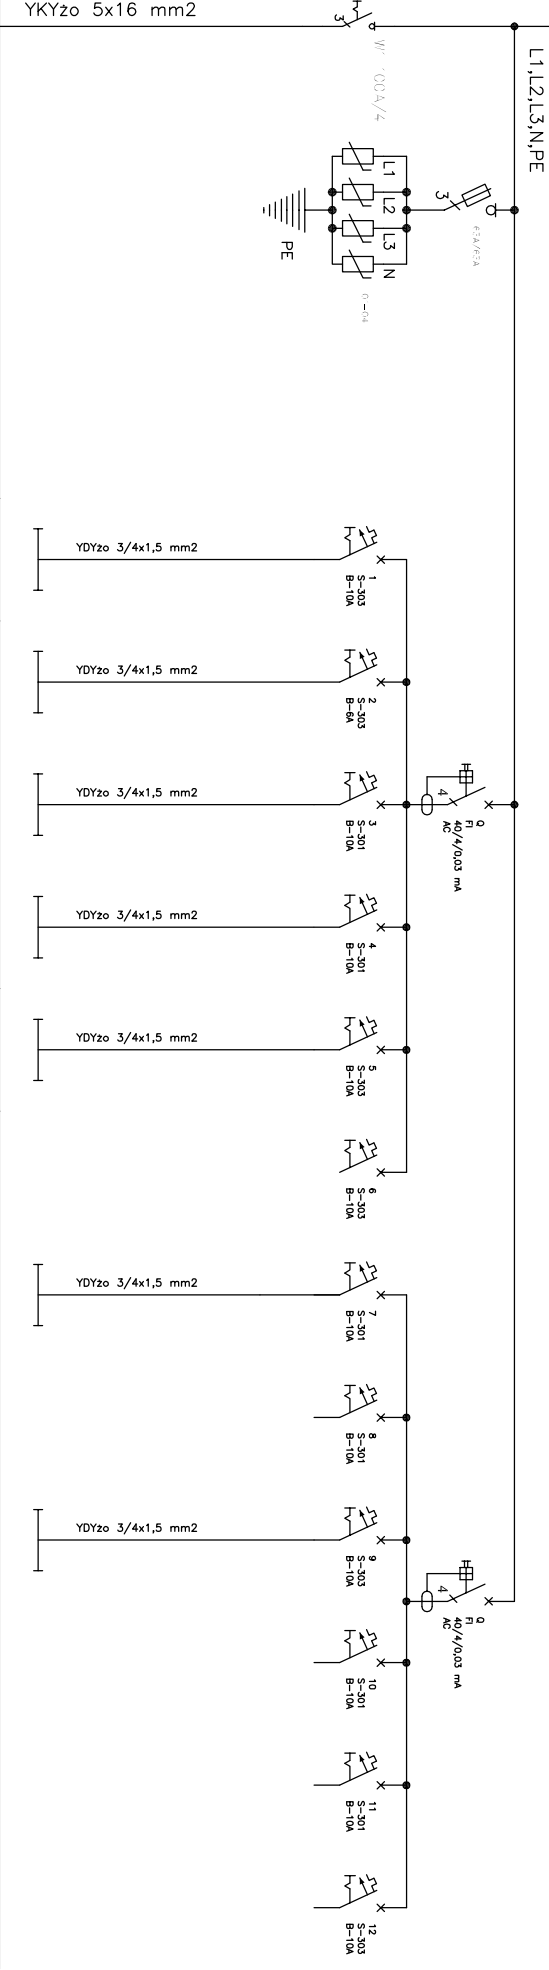 YKYżo 5x16 mm2
3
L1,L2,L3,N,PE
L1
L2
L3
N
PE
3
63A/63A
YDYżo 3/4x1,5 mm2
1
S-303
B-10A
YDYżo 3/4x1,5 mm2
2
S-303
B-6A
YDYżo 3/4x1,5 mm2
3
S-301
B-10A
4
Q
FI
40/4/0,03 mA
AC
YDYżo 3/4x1,5 mm2
4
S-301
B-10A
YDYżo 3/4x1,5 mm2
5
S-303
B-10A
6
S-303
B-10A
YDYżo 3/4x1,5 mm2
7
S-301
B-10A
8
S-301
B-10A
YDYżo 3/4x1,5 mm2
9
S-303
B-10A
4
Q
FI
40/4/0,03 mA
AC
10
S-301
B-10A
11
S-301
B-10A
12
S-303
B-10A